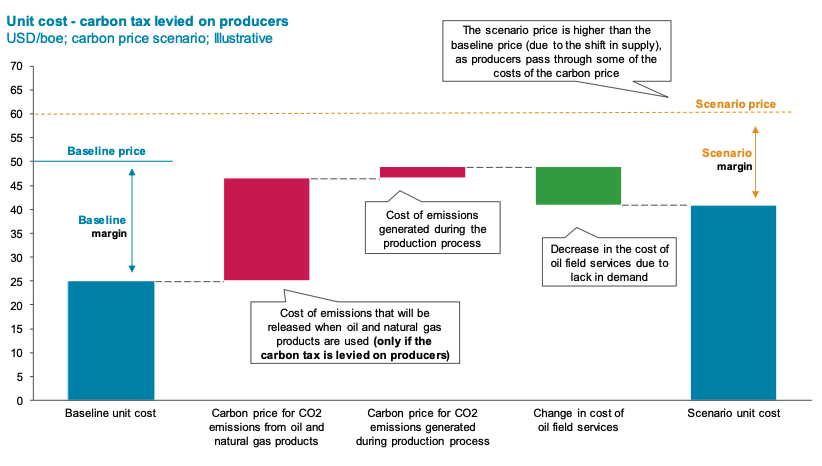 Unit cost - carbon tax levied on producers
USD/boe; carbon price scenario; Illustrative
The scenario price is higher than the
baseline price (due to the shift in supply),
as producers pass through some of the
costs of the carbon price
70
65
60
55
50
45
40
35
30
25
20
15
10
5
0
Scenario price
Baseline price
Scenario
margin
Baseline
margin
Cost of emissions
generated during the
production process
Decrease in the cost of
oil field services due to
lack in demand
Cost of emissions that will be
released when oil and natural gas
products are used (only if the
carbon tax is levied on producers)
Baseline unit cost
Carbon price for CO2
emissions from oil and
natural gas products
Carbon price for CO2
emissions generated
during production process
Change in cost of
oil field services
Scenario unit cost